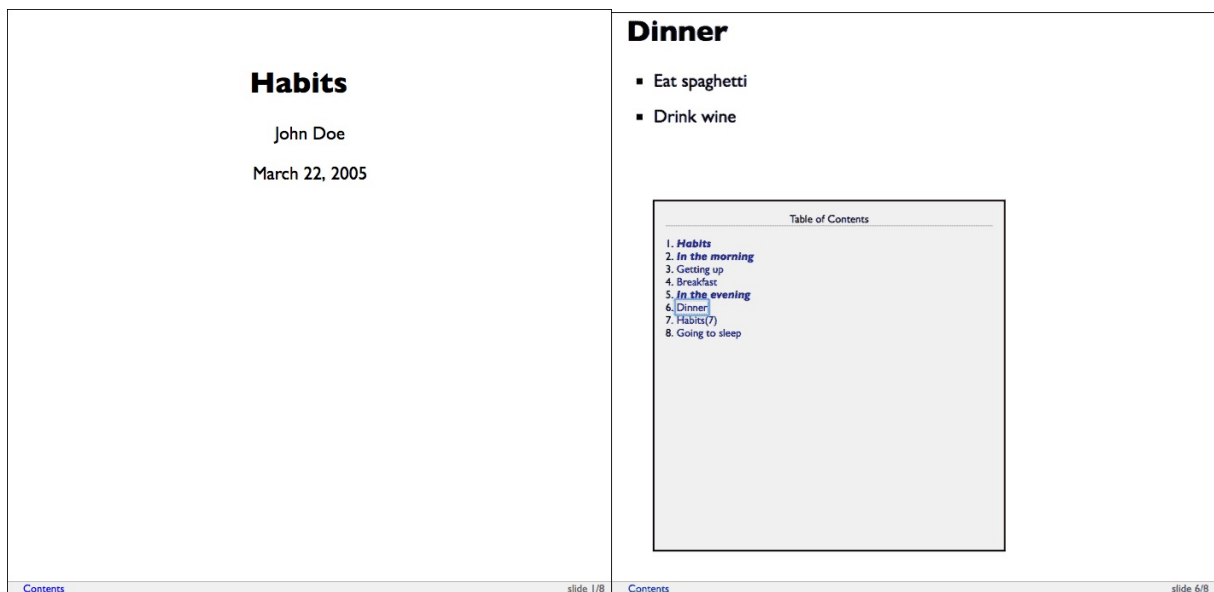 Habits
John Doe
March 22, 2005
Contents
slide 1/8
Dinner
▪ Eat spaghetti
▪ Drink wine
Table of Contents
1. Habits
2. In the morning
3. Getting up
4. Breakfast
5. In the evening
6. Dinner
7. Habits(7)
8. Going to sleep
Contents
slide 6/8